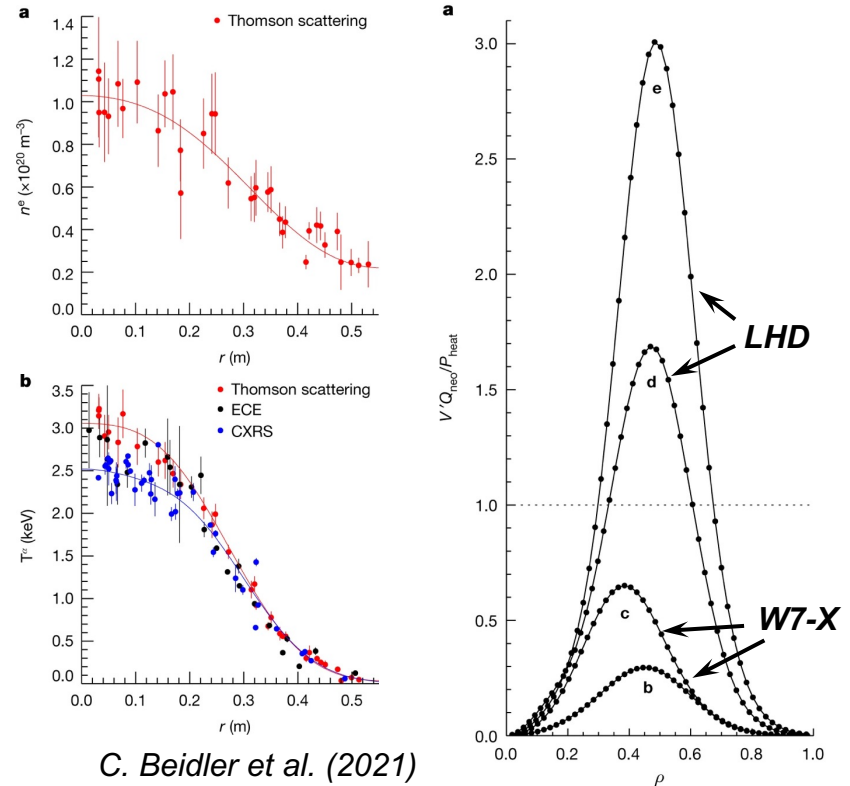 a
Thomson scattering
1.4
1.2
1.0
0.8
0.6
0.4
0.2
0.0
nᵉ (×10²⁰ m⁻³)
0.0 0.1 0.2 0.3 0.4 0.5
r (m)
b
Thomson scattering
ECE
CXRS
3.5
3.0
2.5
2.0
1.5
1.0
0.5
0.0
Tᵅ (keV)
0.0 0.1 0.2 0.3 0.4 0.5
r (m)
C. Beidler et al. (2021)
a
3.0
2.5
2.0
1.5
1.0
0.5
0.0
V′Q_neo/P_heat
e
LHD
d
c
W7-X
b
0.0 0.2 0.4 0.6 0.8 1.0
ρ